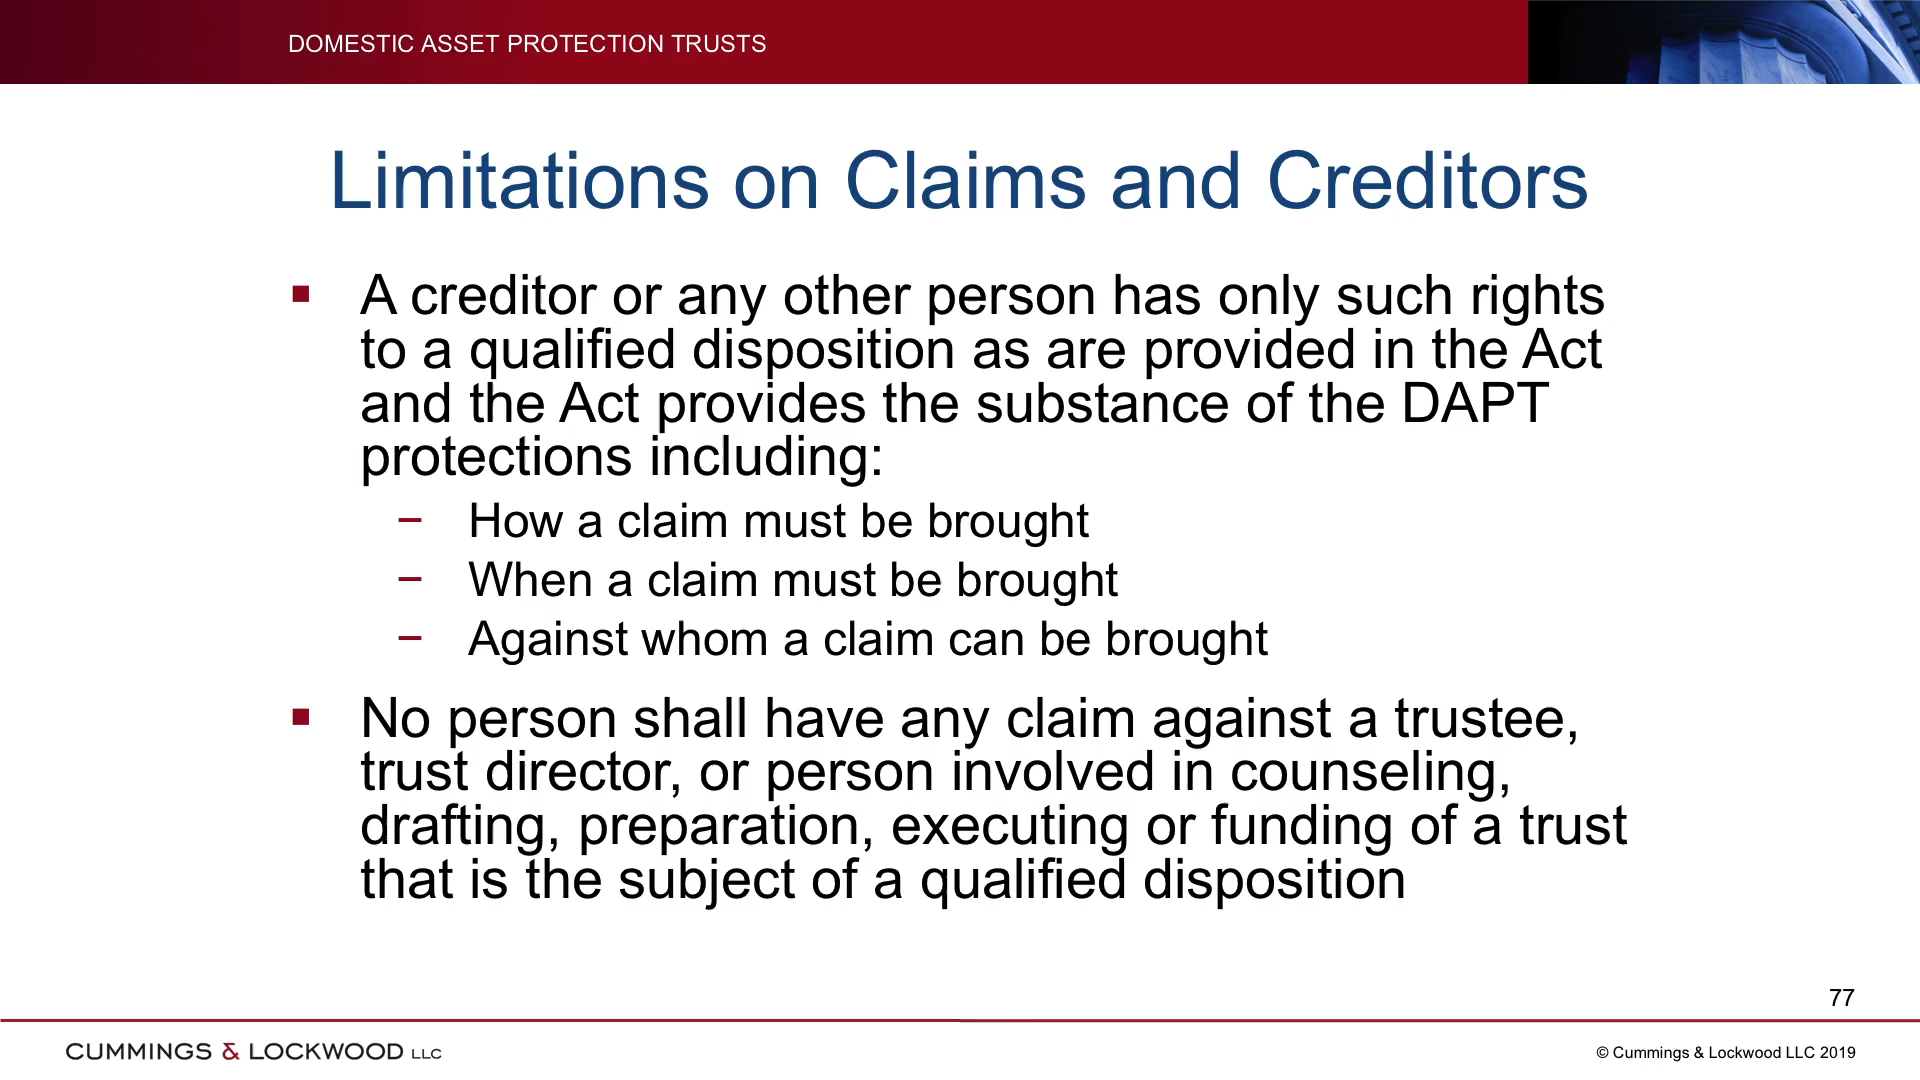 DOMESTIC ASSET PROTECTION TRUSTS
Limitations on Claims and Creditors
▪ A creditor or any other person has only such rights
to a qualified disposition as are provided in the Act
and the Act provides the substance of the DAPT
protections including:
− How a claim must be brought
− When a claim must be brought
− Against whom a claim can be brought
▪ No person shall have any claim against a trustee,
trust director, or person involved in counseling,
drafting, preparation, executing or funding of a trust
that is the subject of a qualified disposition
77
CUMMINGS & LOCKWOOD LLC
© Cummings & Lockwood LLC 2019